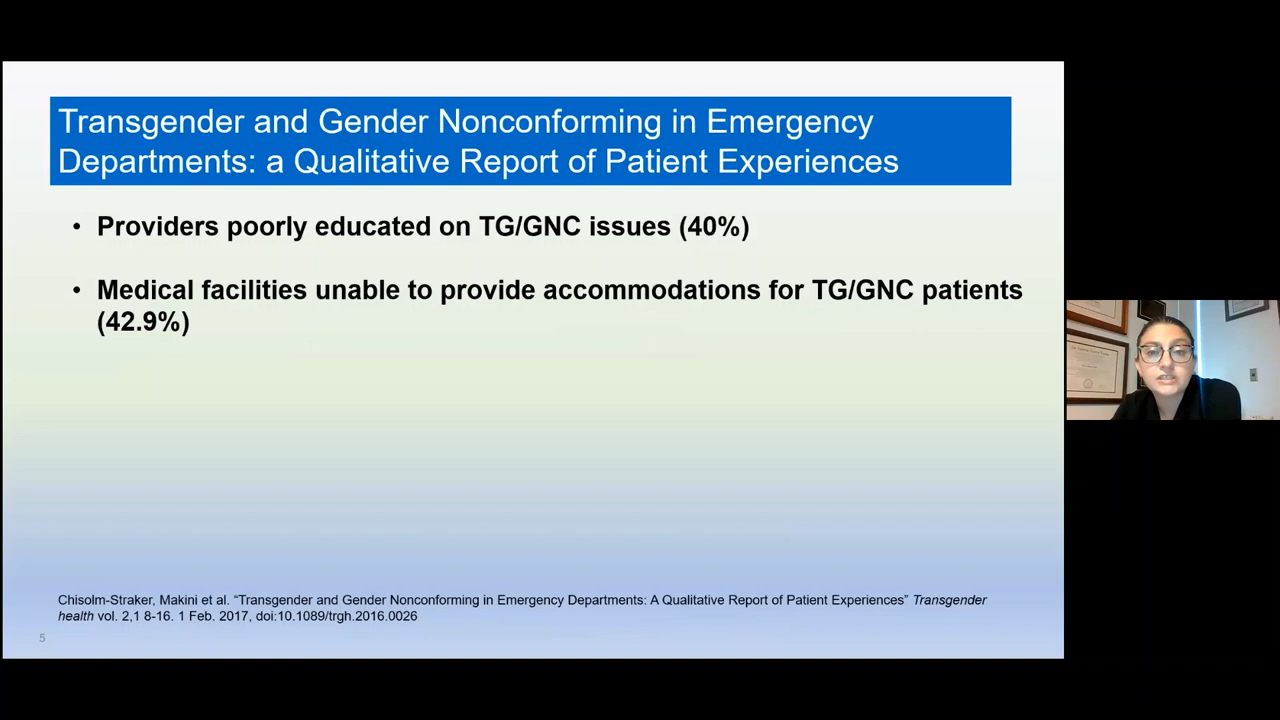 Transgender and Gender Nonconforming in Emergency
Departments: a Qualitative Report of Patient Experiences
• Providers poorly educated on TG/GNC issues (40%)
• Medical facilities unable to provide accommodations for TG/GNC patients
(42.9%)
Chisolm-Straker, Makini et al. “Transgender and Gender Nonconforming in Emergency Departments: A Qualitative Report of Patient Experiences” Transgender
health vol. 2,1 8-16. 1 Feb. 2017, doi:10.1089/trgh.2016.0026
5